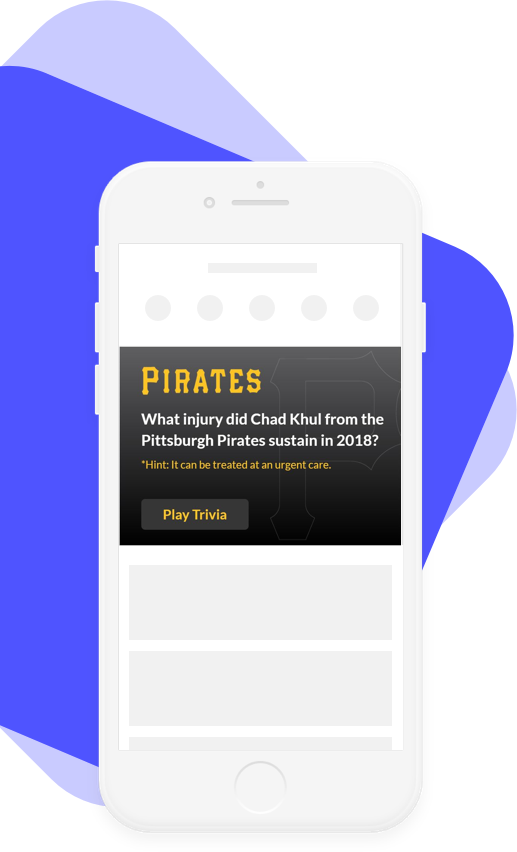 PIRATES
What injury did Chad Khul from the
Pittsburgh Pirates sustain in 2018?
*Hint: It can be treated at an urgent care.
Play Trivia